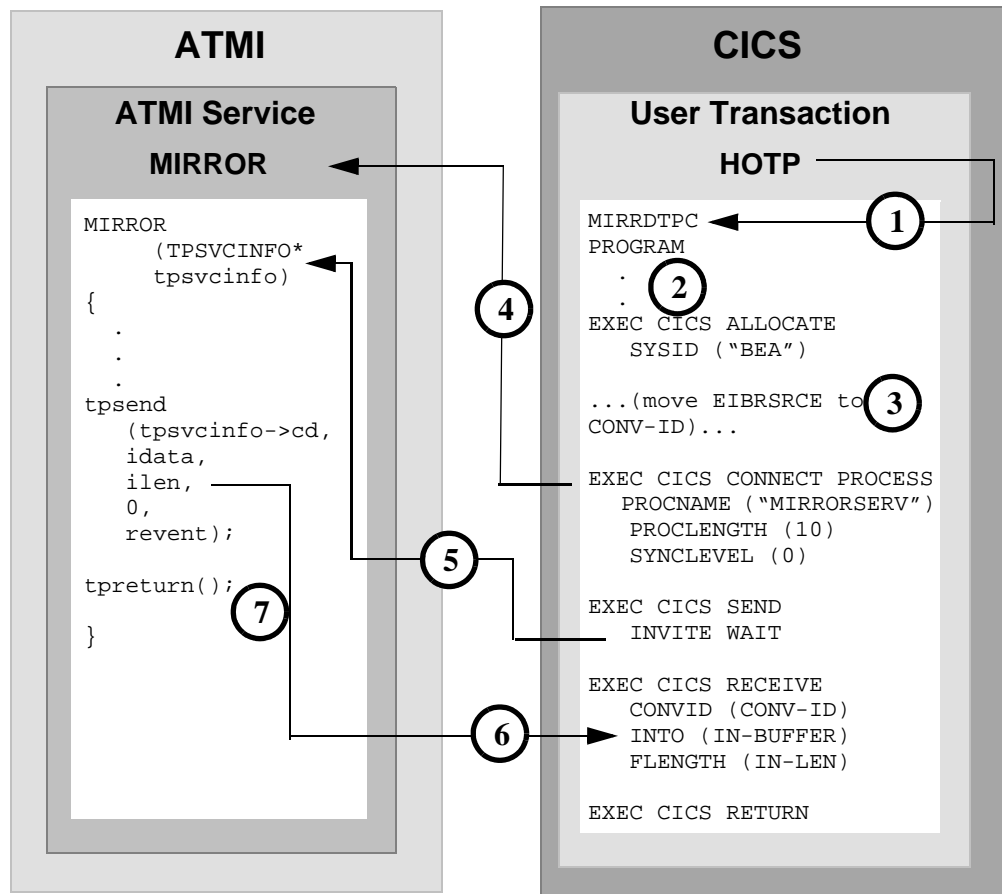 ATMI
ATMI Service
MIRROR
MIRROR
(TPSVCINFO*
tpsvcinfo)
{
.
.
.
tpsend
(tpsvcinfo->cd,
idata,
ilen,
0,
revent);
tpreturn();
7
}
4
5
6
CICS
User Transaction
HOTP
MIRRDTPC
1
PROGRAM
.
2
.
EXEC CICS ALLOCATE
SYSID (“BEA”)
...(move EIBRSRCE to
3
CONV-ID)...
EXEC CICS CONNECT PROCESS
PROCNAME (“MIRRORSERV”)
PROCLENGTH (10)
SYNCLEVEL (0)
EXEC CICS SEND
INVITE WAIT
EXEC CICS RECEIVE
CONVID (CONV-ID)
INTO (IN-BUFFER)
FLENGTH (IN-LEN)
EXEC CICS RETURN